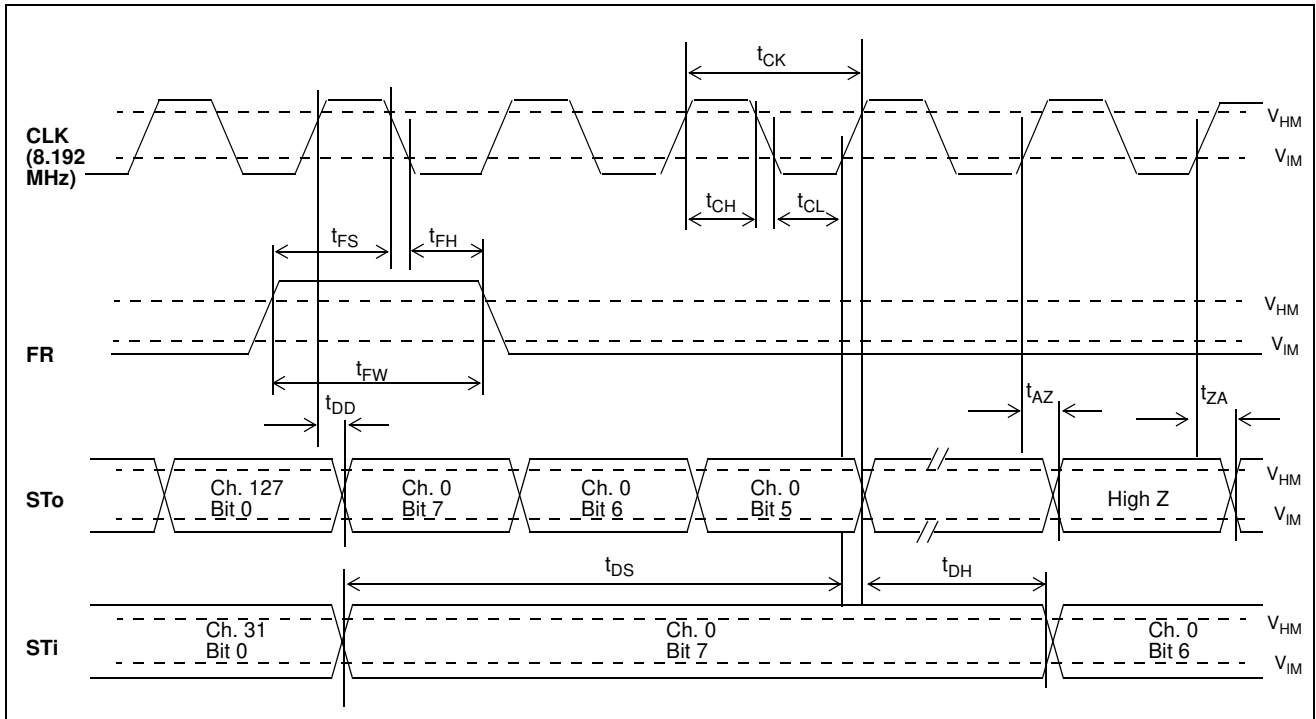 t_CK
V_HM
CLK
(8.192
MHz)
V_IM
t_CH
t_CL
t_FS
t_FH
V_HM
FR
V_IM
t_FW
t_DD
t_AZ
t_ZA
STo
Ch. 127
Bit 0
Ch. 0
Bit 7
Ch. 0
Bit 6
Ch. 0
Bit 5
High Z
V_HM
V_IM
t_DS
t_DH
STi
Ch. 31
Bit 0
Ch. 0
Bit 7
Ch. 0
Bit 6
V_HM
V_IM